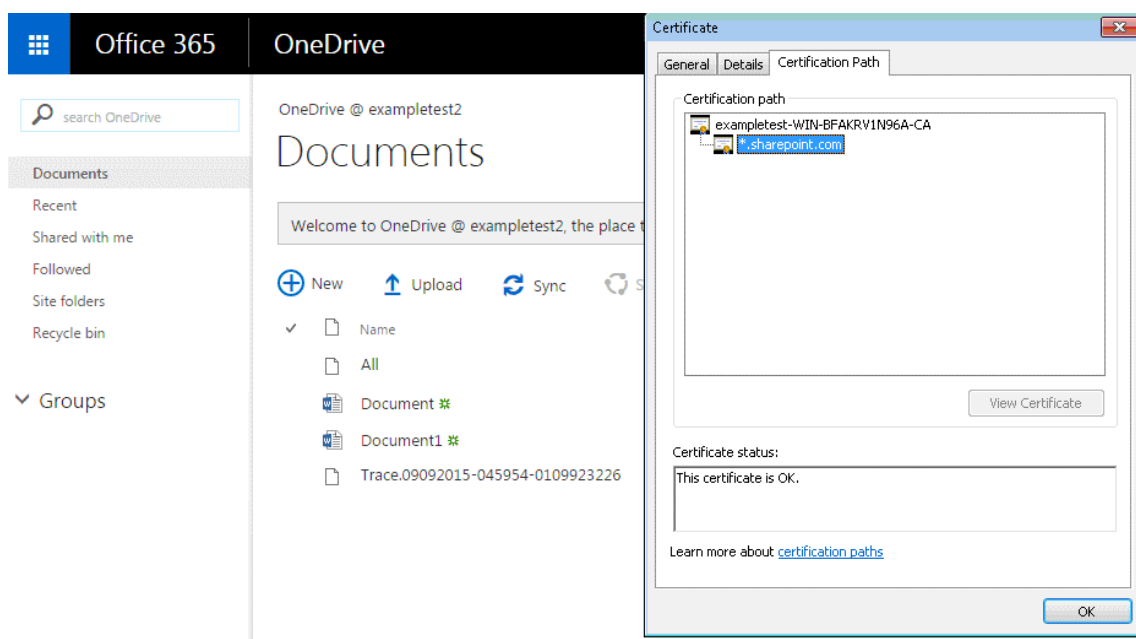 Office 365
OneDrive
search OneDrive
Documents
Recent
Shared with me
Followed
Site folders
Recycle bin
Groups
OneDrive @ exampletest2
Documents
Welcome to OneDrive @ exampletest2, the place t
New Upload Sync S
Name
All
Document
Document1
Trace.09092015-045954-0109923226
Certificate
General Details Certification Path
Certification path
exampletest-WIN-BFAKRV1N96A-CA
*.sharepoint.com
View Certificate
Certificate status:
This certificate is OK.
Learn more about certification paths
OK